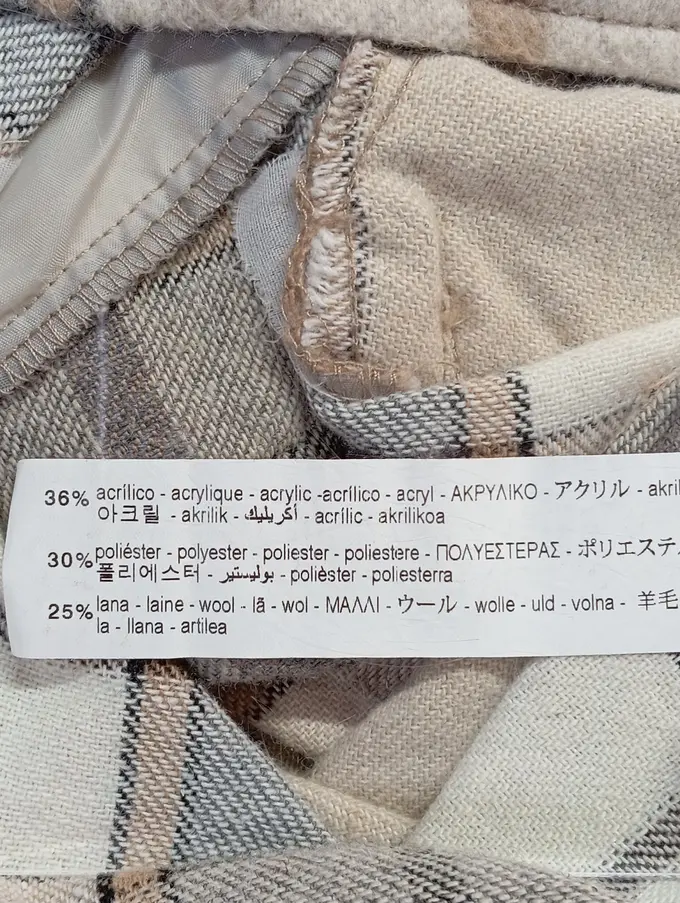 36% acrílico - acrylique - acrylic -acrílico - acryl - ΑΚΡΥΛΙΚΟ - アクリル - akril
아크릴 - akrilik - أكريليك - acrílic - akrilikoa
30% poliéster - polyester - poliester - poliestere - ΠΟΛΥΕΣΤΕΡΑΣ - ポリエステ
폴리에스터 - بوليستير - polièster - poliesterra
25% lana - laine - wool - lã - wol - ΜΑΛΛΙ - ウール - wolle - uld - volna - 羊毛
la - llana - artilea